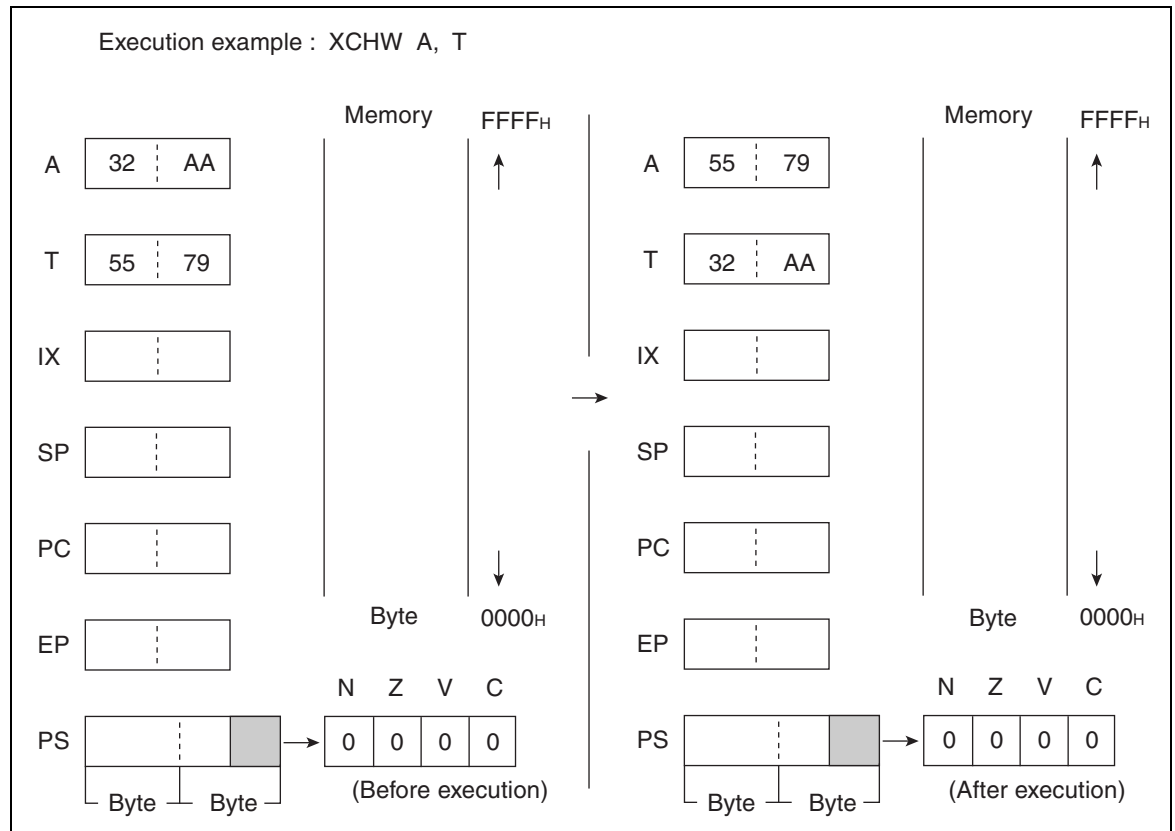 Execution example : XCHW A, T
Memory FFFFH
A 32 AA
T 55 79
IX
SP
PC
EP
Byte 0000H
N Z V C
PS 0 0 0 0
Byte Byte (Before execution)
Memory FFFFH
A 55 79
T 32 AA
IX
SP
PC
EP
Byte 0000H
N Z V C
PS 0 0 0 0
Byte Byte (After execution)